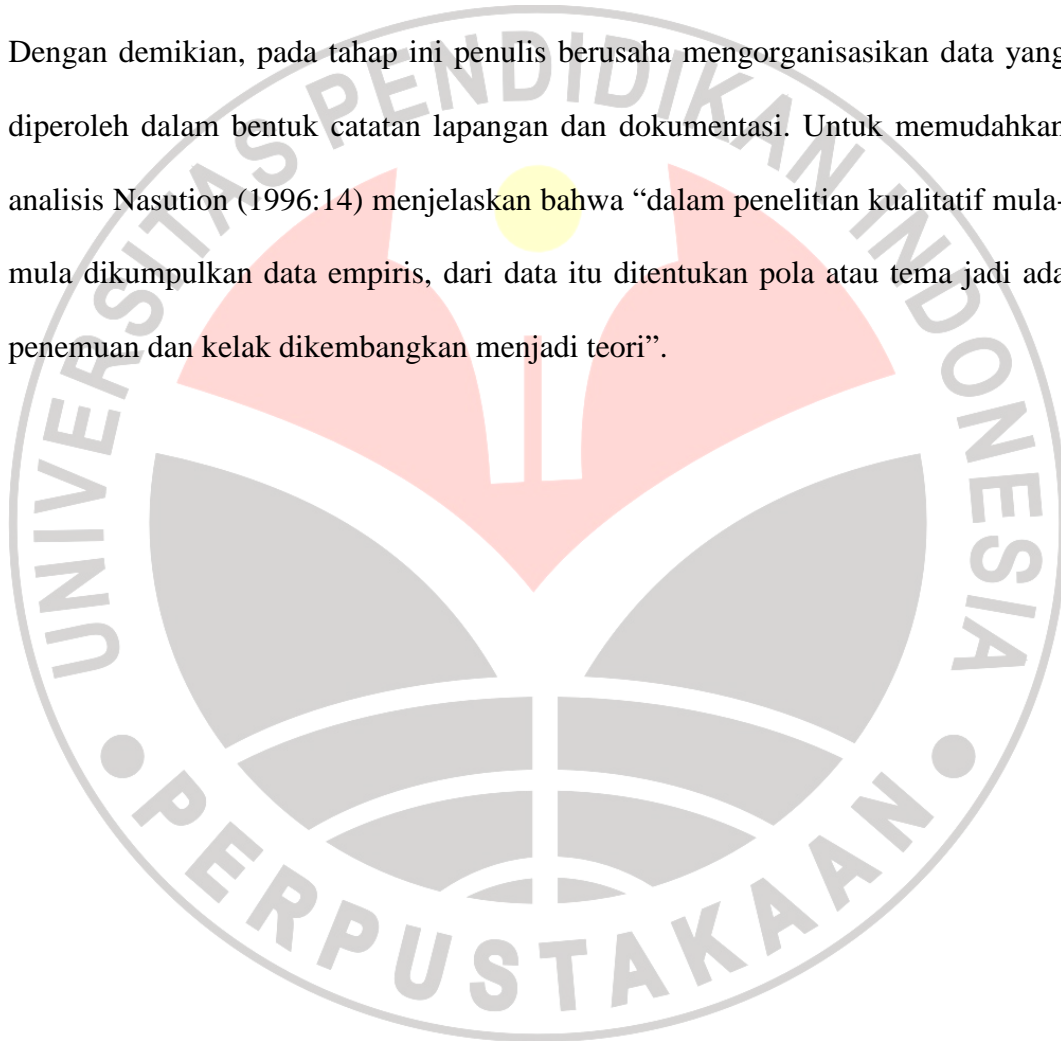 Dengan demikian, pada tahap ini penulis berusaha mengorganisasikan data yang
diperoleh dalam bentuk catatan lapangan dan dokumentasi. Untuk memudahkan
analisis Nasution (1996:14) menjelaskan bahwa “dalam penelitian kualitatif mula-
mula dikumpulkan data empiris, dari data itu ditentukan pola atau tema jadi ada
penemuan dan kelak dikembangkan menjadi teori”.
UNIVERSITAS PENDIDIKAN INDONESIA
PERPUSTAKAAN